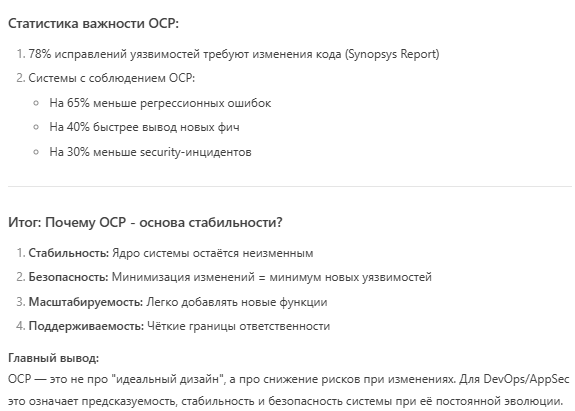 Статистика важности OCP:
1. 78% исправлений уязвимостей требуют изменения кода (Synopsys Report)
2. Системы с соблюдением OCP:
На 65% меньше регрессионных ошибок
На 40% быстрее вывод новых фич
На 30% меньше security-инцидентов
Итог: Почему OCP - основа стабильности?
1. Стабильность: Ядро системы остаётся неизменным
2. Безопасность: Минимизация изменений = минимум новых уязвимостей
3. Масштабируемость: Легко добавлять новые функции
4. Поддерживаемость: Чёткие границы ответственности
Главный вывод:
OCP — это не про "идеальный дизайн", а про снижение рисков при изменениях. Для DevOps/AppSec
это означает предсказуемость, стабильность и безопасность системы при её постоянной эволюции.